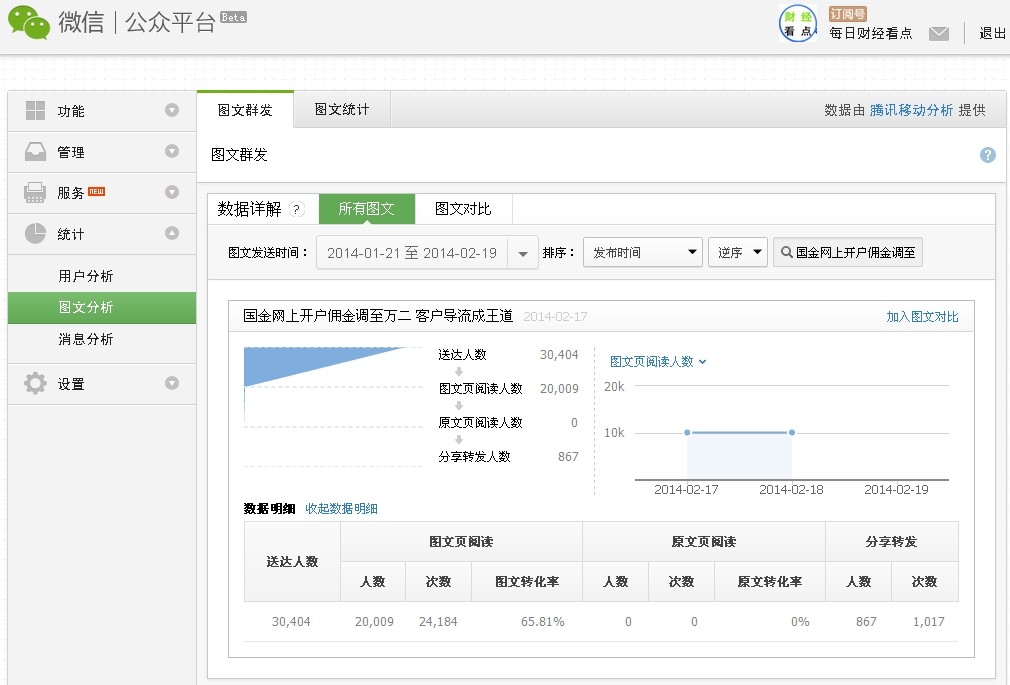 微信 | 公众平台 Beta
订阅号
财经看点
每日财经看点
退出
功能
管理
服务 NEW
统计
用户分析
图文分析
消息分析
设置
图文群发 图文统计 数据由 腾讯移动分析 提供
图文群发 ?
数据详解 ? 所有图文 图文对比
图文发送时间： 2014-01-21 至 2014-02-19 排序： 发布时间 逆序 国金网上开户佣金调至
国金网上开户佣金调至万二 客户导流成王道 2014-02-17 加入图文对比
送达人数 30,404
图文页阅读人数 20,009
原文页阅读人数 0
分享转发人数 867
图文页阅读人数
20k
10k
2014-02-17 2014-02-18 2014-02-19
数据明细 收起数据明细
送达人数 图文页阅读 原文页阅读 分享转发
人数 次数 图文转化率 人数 次数 原文转化率 人数 次数
30,404 20,009 24,184 65.81% 0 0 0% 867 1,017